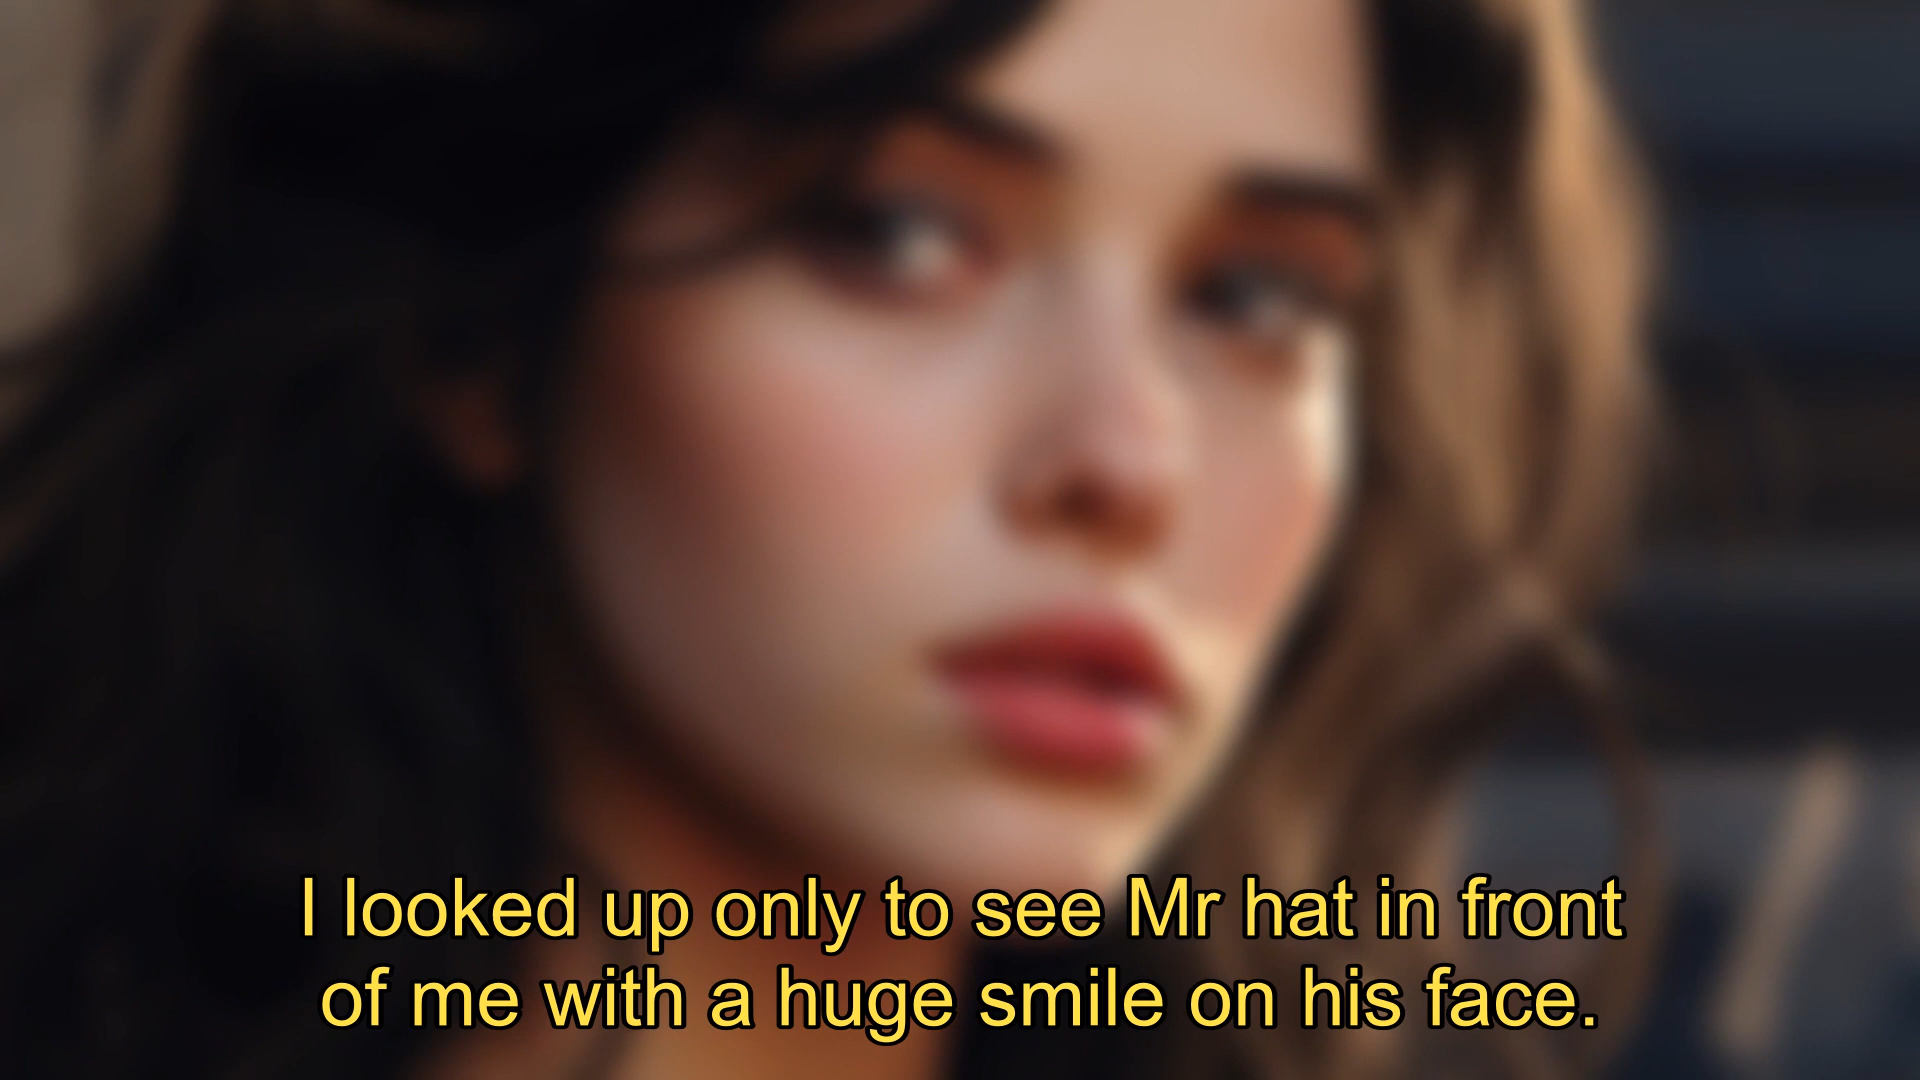 I looked up only to see Mr hat in front
of me with a huge smile on his face.